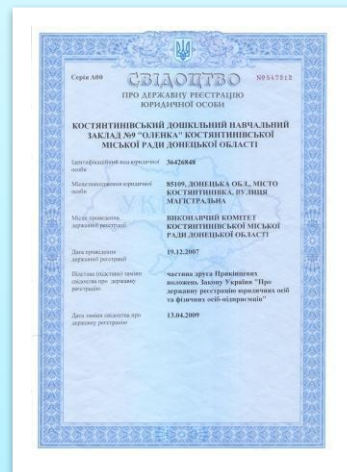 Серія А00
СВІДОЦТВО
№547312
ПРО ДЕРЖАВНУ РЕЄСТРАЦІЮ
ЮРИДИЧНОЇ ОСОБИ
КОСТЯНТИНІВСЬКИЙ ДОШКІЛЬНИЙ НАВЧАЛЬНИЙ
ЗАКЛАД №9 "ОЛЕНКА" КОСТЯНТИНІВСЬКОЇ
МІСЬКОЇ РАДИ ДОНЕЦЬКОЇ ОБЛАСТІ
Ідентифікаційний код юридичної
особи
36426848
Місцезнаходження юридичної
особи
85109, ДОНЕЦЬКА ОБЛ., МІСТО
КОСТЯНТИНІВКА, ВУЛИЦЯ
МАГІСТРАЛЬНА
Місце проведення
державної реєстрації
ВИКОНАВЧИЙ КОМІТЕТ
КОСТЯНТИНІВСЬКОЇ МІСЬКОЇ
РАДИ ДОНЕЦЬКОЇ ОБЛАСТІ
Дата проведення
державної реєстрації
19.12.2007
Підстава (підстави) заміни
свідоцтва про державну
реєстрацію
частина друга Прикінцевих
положень Закону України "Про
державну реєстрацію юридичних осіб
та фізичних осіб-підприємців"
Дата заміни свідоцтва про
державну реєстрацію
13.04.2009
УКРАЇНА